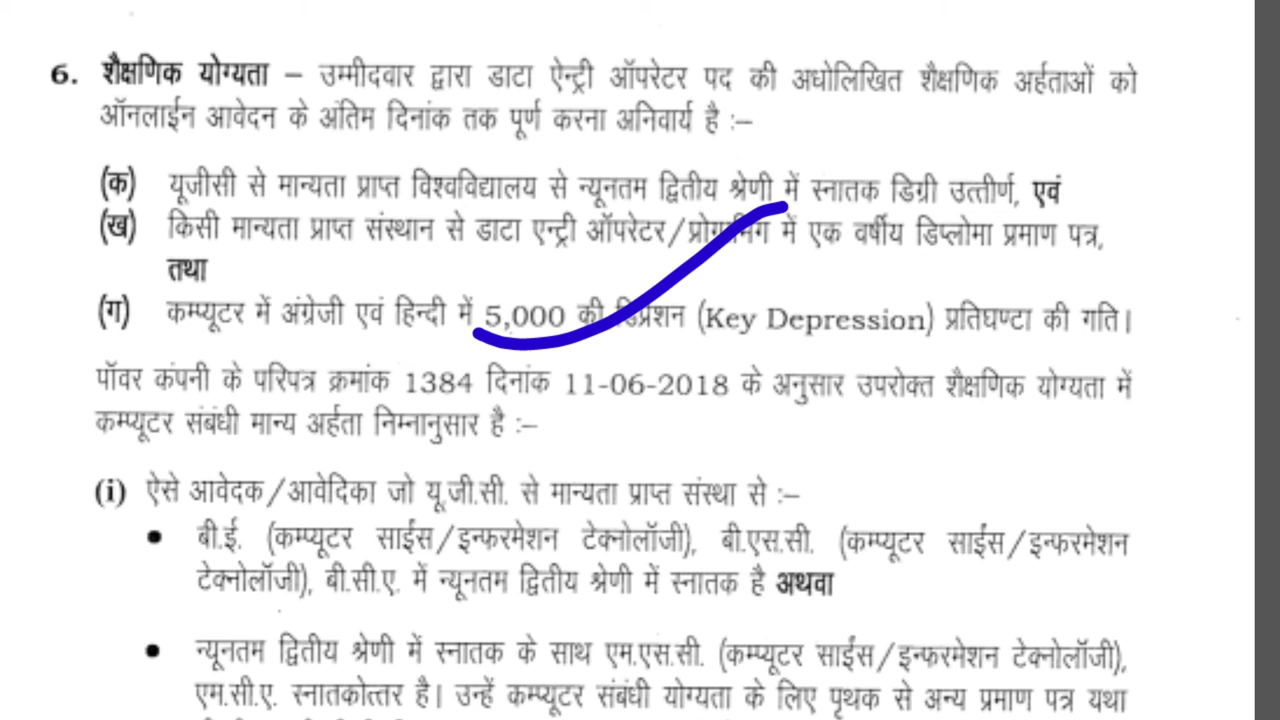 6. शैक्षणिक योग्यता – उम्मीदवार द्वारा डाटा ऐन्ट्री ऑपरेटर पद की अधोलिखित शैक्षणिक अर्हताओं को
ऑनलाईन आवेदन के अंतिम दिनांक तक पूर्ण करना अनिवार्य है :–
(क) यूजीसी से मान्यता प्राप्त विश्वविद्यालय से न्यूनतम द्वितीय श्रेणी में स्नातक डिग्री उत्तीर्ण, एवं
(ख) किसी मान्यता प्राप्त संस्थान से डाटा एन्ट्री ऑपरेटर/प्रोग्रामिंग में एक वर्षीय डिप्लोमा प्रमाण पत्र,
तथा
(ग) कम्प्यूटर में अंग्रेजी एवं हिन्दी में 5,000 की डिप्रेशन (Key Depression) प्रतिघण्टा की गति।
पॉवर कंपनी के परिपत्र क्रमांक 1384 दिनांक 11-06-2018 के अनुसार उपरोक्त शैक्षणिक योग्यता में
कम्प्यूटर संबंधी मान्य अर्हता निम्नानुसार है :–
(i) ऐसे आवेदक/आवेदिका जो यू.जी.सी. से मान्यता प्राप्त संस्था से :–
• बी.ई. (कम्प्यूटर साईंस/इन्फरमेशन टेक्नोलॉजी), बी.एस.सी. (कम्प्यूटर साईंस/इन्फरमेशन
टेक्नोलॉजी), बी.सी.ए. में न्यूनतम द्वितीय श्रेणी में स्नातक है अथवा
• न्यूनतम द्वितीय श्रेणी में स्नातक के साथ एम.एस.सी. (कम्प्यूटर साईंस/इन्फरमेशन टेक्नोलॉजी),
एम.सी.ए. स्नातकोत्तर है। उन्हें कम्प्यूटर संबंधी योग्यता के लिए पृथक से अन्य प्रमाण पत्र यथा